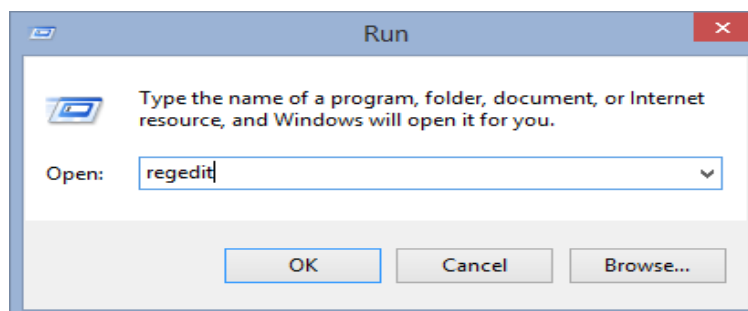 Run
Type the name of a program, folder, document, or Internet
resource, and Windows will open it for you.
Open: regedit
OK Cancel Browse...